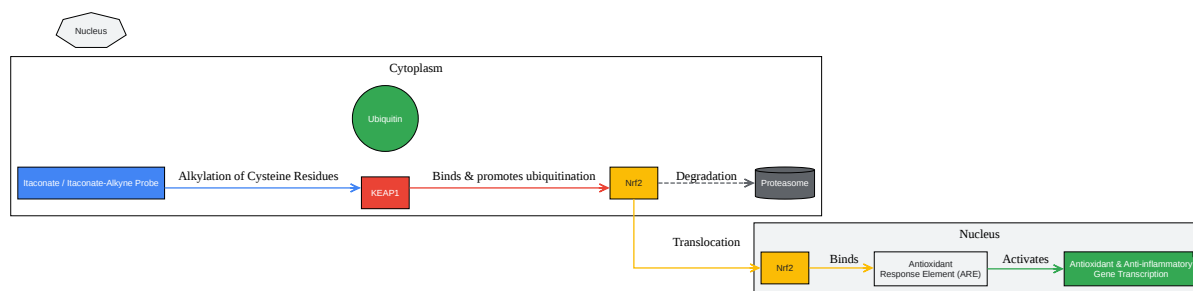 Nucleus
Cytoplasm
Ubiquitin
Itaconate / Itaconate-Alkyne Probe
Alkylation of Cysteine Residues
KEAP1
Binds & promotes ubiquitination
Nrf2
Degradation
Proteasome
Translocation
Nucleus
Nrf2
Binds
Antioxidant
Response Element (ARE)
Activates
Antioxidant & Anti-inflammatory
Gene Transcription